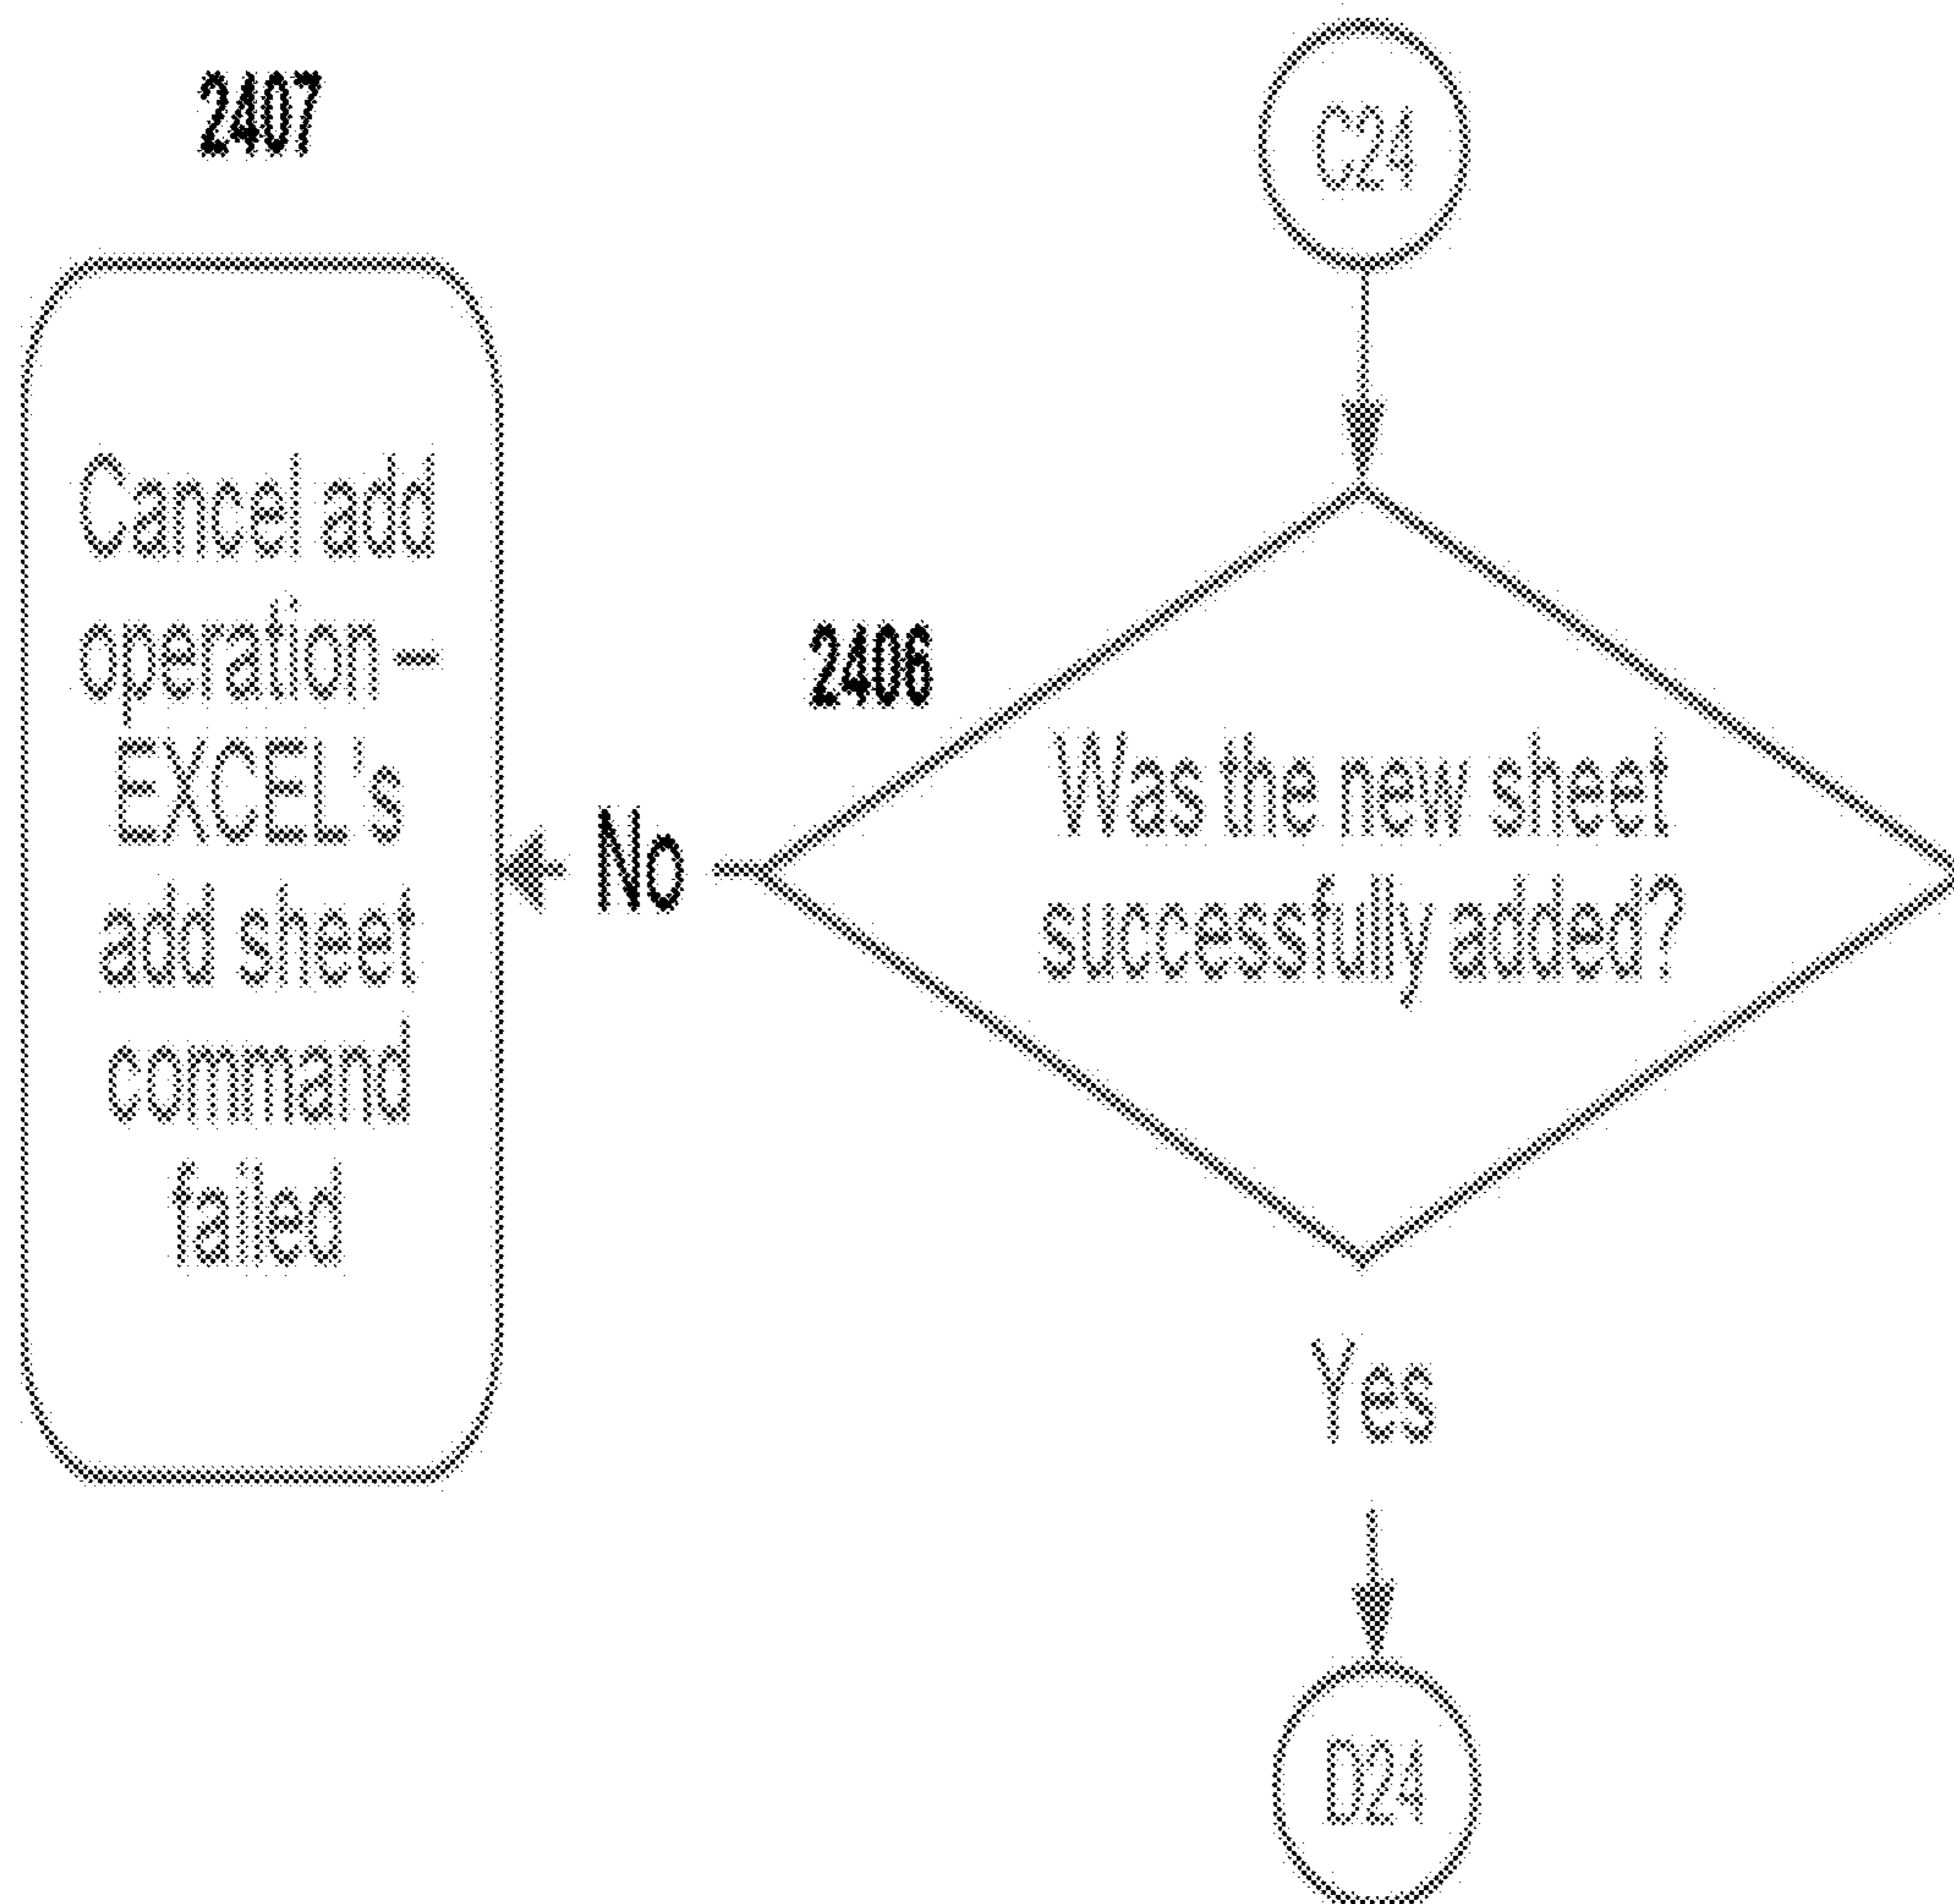 2407
C24
Cancel add
operation –
EXCEL's
add sheet
command
failed
2406
No
Was the new sheet
successfully added?
Yes
D24